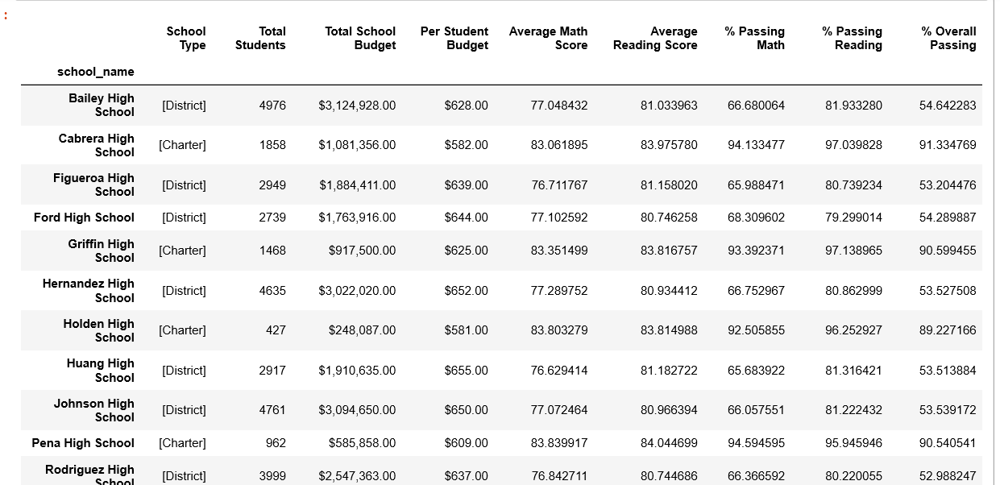 :
School Type Total Students Total School Budget Per Student Budget Average Math Score Average Reading Score % Passing Math % Passing Reading % Overall Passing
school_name
Bailey High School [District] 4976 $3,124,928.00 $628.00 77.048432 81.033963 66.680064 81.933280 54.642283
Cabrera High School [Charter] 1858 $1,081,356.00 $582.00 83.061895 83.975780 94.133477 97.039828 91.334769
Figueroa High School [District] 2949 $1,884,411.00 $639.00 76.711767 81.158020 65.988471 80.739234 53.204476
Ford High School [District] 2739 $1,763,916.00 $644.00 77.102592 80.746258 68.309602 79.299014 54.289887
Griffin High School [Charter] 1468 $917,500.00 $625.00 83.351499 83.816757 93.392371 97.138965 90.599455
Hernandez High School [District] 4635 $3,022,020.00 $652.00 77.289752 80.934412 66.752967 80.862999 53.527508
Holden High School [Charter] 427 $248,087.00 $581.00 83.803279 83.814988 92.505855 96.252927 89.227166
Huang High School [District] 2917 $1,910,635.00 $655.00 76.629414 81.182722 65.683922 81.316421 53.513884
Johnson High School [District] 4761 $3,094,650.00 $650.00 77.072464 80.966394 66.057551 81.222432 53.539172
Pena High School [Charter] 962 $585,858.00 $609.00 83.839917 84.044699 94.594595 95.945946 90.540541
Rodriguez High School [District] 3999 $2,547,363.00 $637.00 76.842711 80.744686 66.366592 80.220055 52.988247